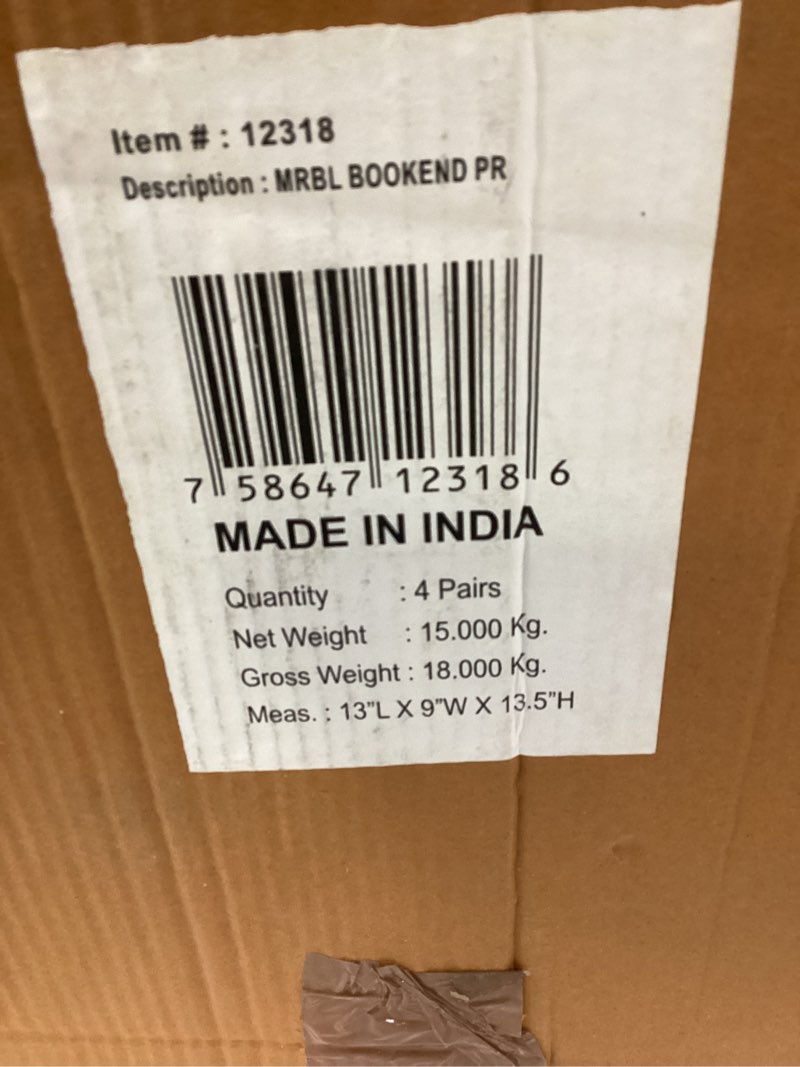 Item # : 12318
Description : MRBL BOOKEND PR
7 58647 12318 6
MADE IN INDIA
Quantity : 4 Pairs
Net Weight : 15.000 Kg.
Gross Weight : 18.000 Kg.
Meas. : 13"L X 9"W X 13.5"H